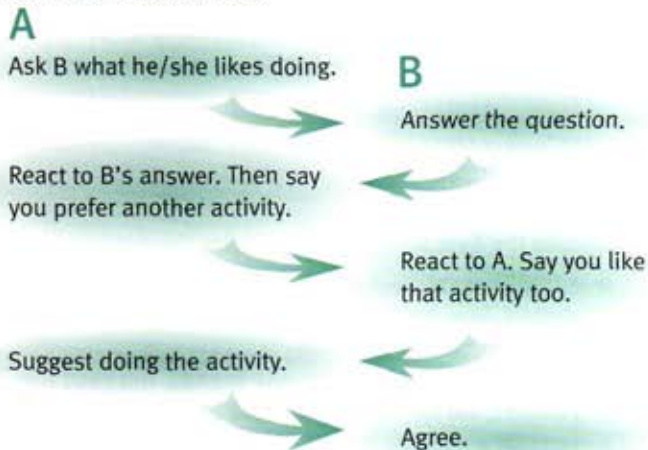 A
Ask B what he/she likes doing.
B
Answer the question.
React to B's answer. Then say
you prefer another activity.
React to A. Say you like
that activity too.
Suggest doing the activity.
Agree.